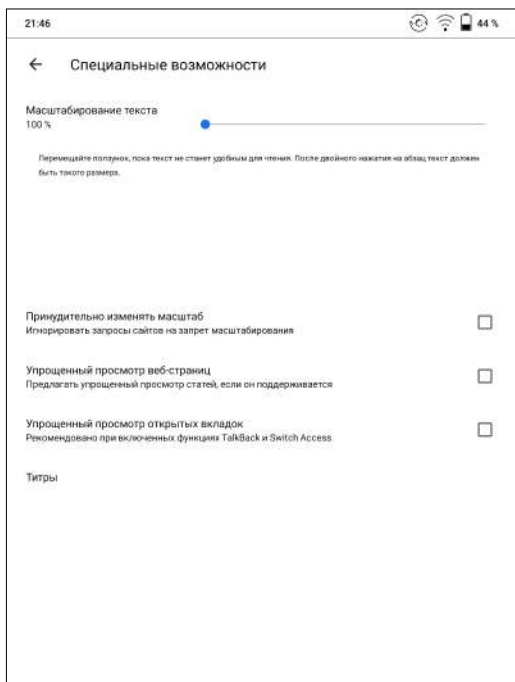 21:46
44 %
Специальные возможности
Масштабирование текста
100 %
Перемещайте ползунок, пока текст не станет удобным для чтения. После двойного нажатия на абзац текст должен
быть такого размера.
Принудительно изменять масштаб
Игнорировать запросы сайтов на запрет масштабирования
Упрощенный просмотр веб-страниц
Предлагать упрощенный просмотр статей, если он поддерживается
Упрощенный просмотр открытых вкладок
Рекомендовано при включенных функциях TalkBack и Switch Access
Титры